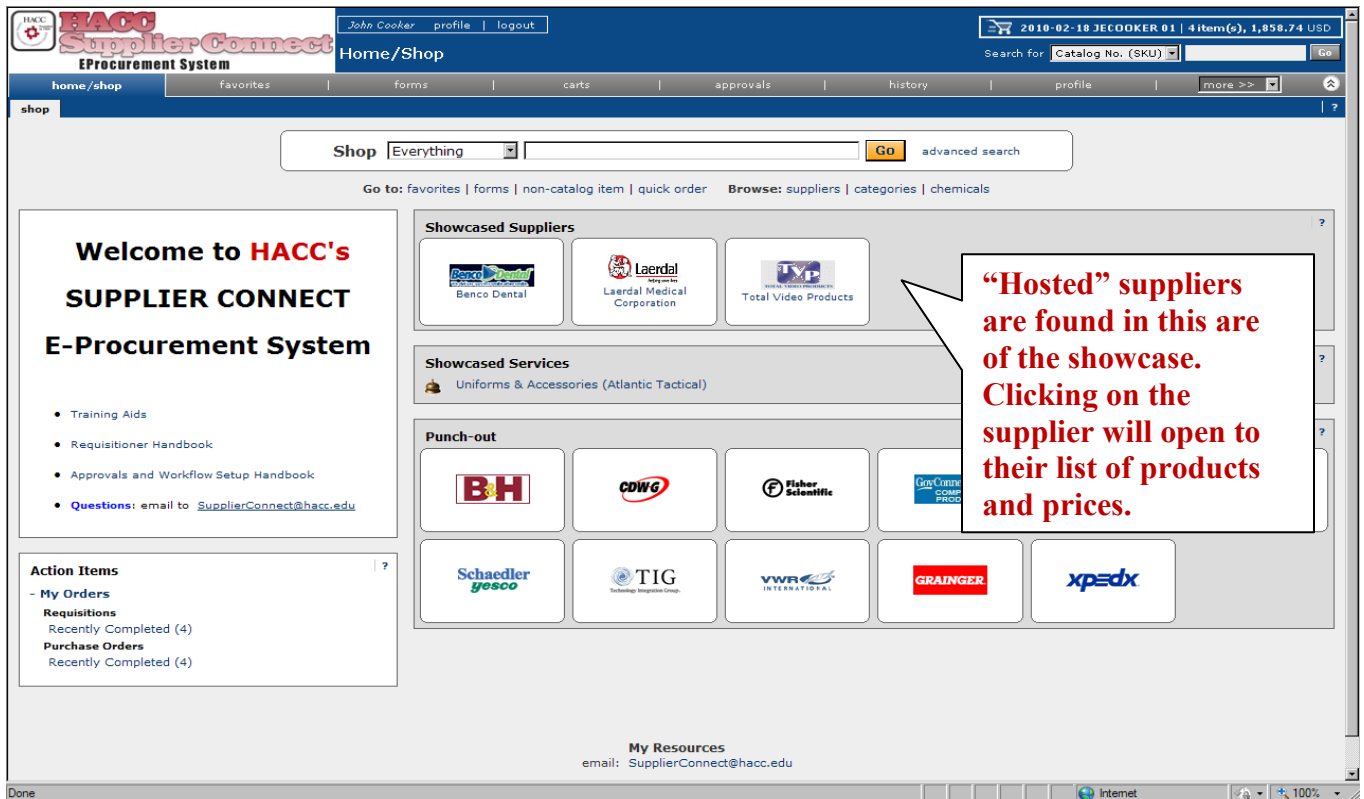 HACC
HACC
Supplier Connect
EProcurement System
John Cooker profile | logout
Home/Shop
2010-02-18 JECOOKER 01 | 4 item(s), 1,858.74 USD
Search for Catalog No. (SKU) Go
home/shop favorites | forms | carts | approvals | history | profile | more >>
shop | ?
Shop Everything Go advanced search
Go to: favorites | forms | non-catalog item | quick order Browse: suppliers | categories | chemicals
Welcome to HACC's
SUPPLIER CONNECT
E-Procurement System
• Training Aids
• Requisitioner Handbook
• Approvals and Workflow Setup Handbook
• Questions: email to SupplierConnect@hacc.edu
Action Items ?
- My Orders
Requisitions
Recently Completed (4)
Purchase Orders
Recently Completed (4)
Showcased Suppliers ?
Benco Dental
Benco Dental
Laerdal
Laerdal Medical
Corporation
TVP
TOTAL VIDEO PRODUCTS
Total Video Products
Showcased Services ?
Uniforms & Accessories (Atlantic Tactical)
Punch-out ?
B&H
CDWG
Fisher
Scientific
Schaedler
yesco
TIG
Technology Integration Group.
VWR
INTERNATIONAL
GRAINGER
xpedx
“Hosted” suppliers
are found in this are
of the showcase.
Clicking on the
supplier will open to
their list of products
and prices.
My Resources
email: SupplierConnect@hacc.edu
Done Internet 100%